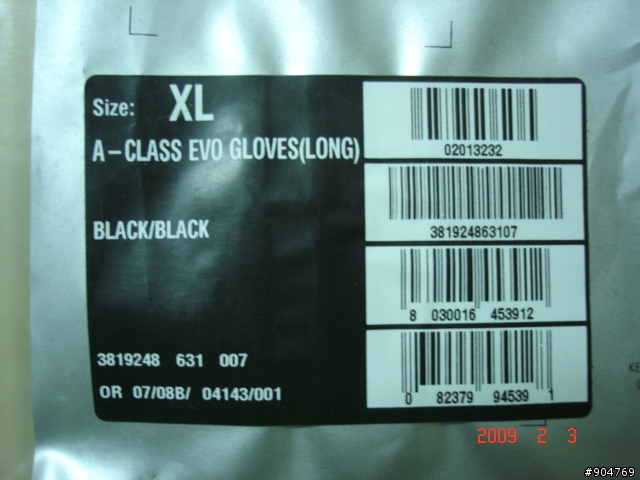 Size: XL
A-CLASS EVO GLOVES(LONG)
BLACK/BLACK
3819248 631 007
OR 07/08B/ 04143/001
02013232
381924863107
8 030016 453912
0 82379 94539 1
2009 2 3
#904769